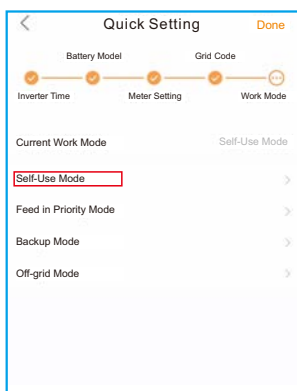 Quick Setting Done
Battery Model Grid Code
Inverter Time Meter Setting Work Mode
Current Work Mode Self-Use Mode
Self-Use Mode
Feed in Priority Mode
Backup Mode
Off-grid Mode